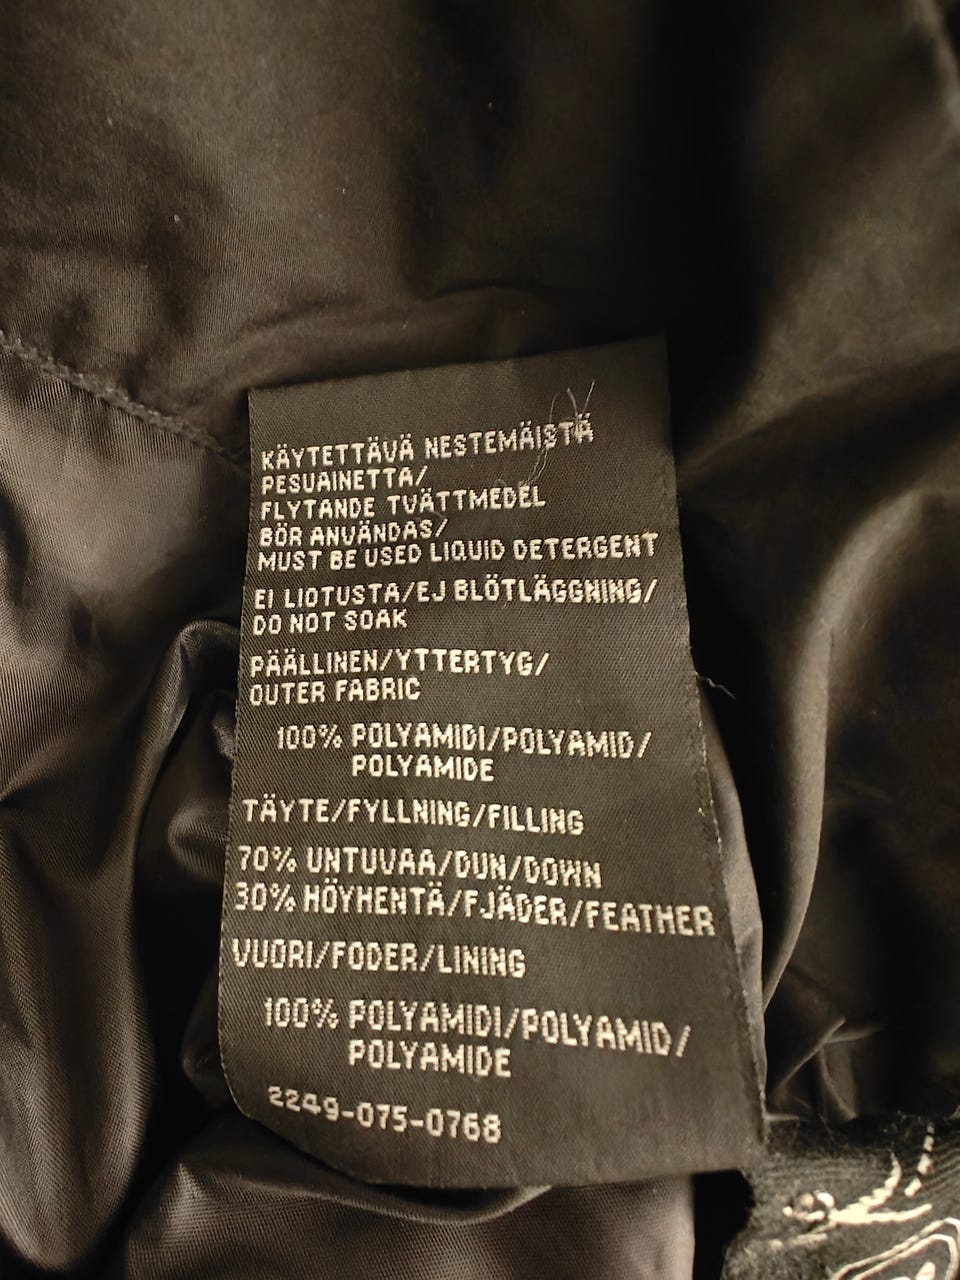 KÄYTETTÄVÄ NESTEMÄISTÄ
PESUAINETTA/
FLYTANDE TVÄTTMEDEL
BÖR ANVÄNDAS/
MUST BE USED LIQUID DETERGENT
EI LIOTUSTA/EJ BLÖTLÄGGNING/
DO NOT SOAK
PÄÄLLINEN/YTTERTYG/
OUTER FABRIC
100% POLYAMIDI/POLYAMID/
POLYAMIDE
TÄYTE/FYLLNING/FILLING
70% UNTUVAA/DUN/DOWN
30% HÖYHENTÄ/FJÄDER/FEATHER
VUORI/FODER/LINING
100% POLYAMIDI/POLYAMID/
POLYAMIDE
2249-075-0768